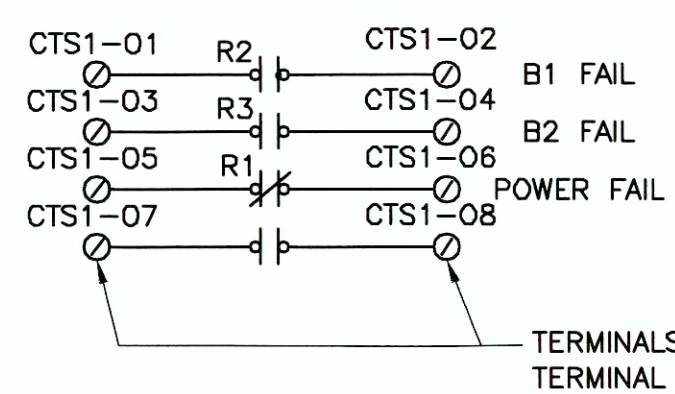 CTS1-01 R2 CTS1-02 B1 FAIL
CTS1-03 R3 CTS1-04 B2 FAIL
CTS1-05 R1 CTS1-06 POWER FAIL
CTS1-07 CTS1-08
TERMINALS
TERMINAL